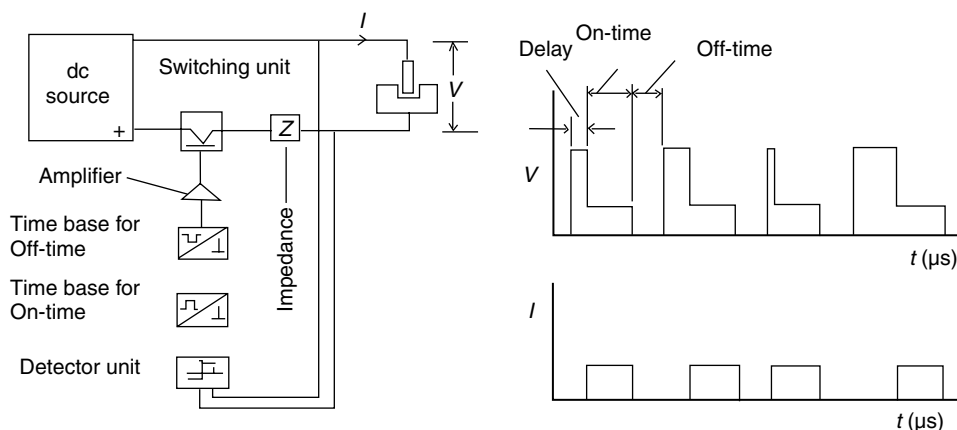 I
dc
source
+
Switching unit
V
Z
Amplifier
Time base for
Off-time
Time base for
On-time
Impedance
Detector unit
On-time
Delay
Off-time
V
t (μs)
I
t (μs)